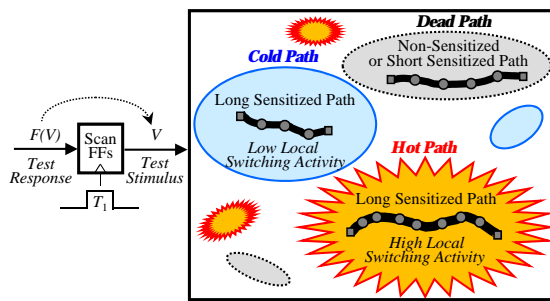 Dead Path
Non-Sensitized
or Short Sensitized Path
Cold Path
Long Sensitized Path
Low Local
Switching Activity
F(V)
Scan
FFs
V
Test
Response
Test
Stimulus
T1
Hot Path
Long Sensitized Path
High Local
Switching Activity